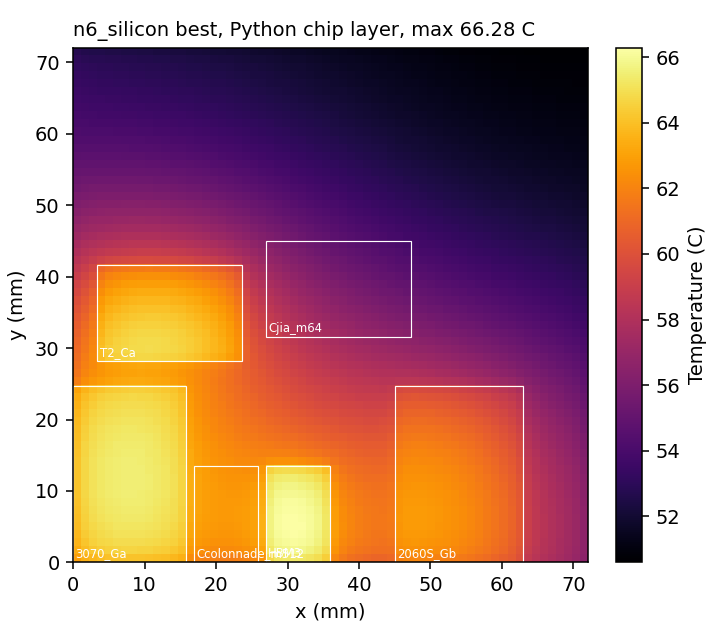 n6_silicon best, Python chip layer, max 66.28 C
70
60
50
40
30
20
10
0
y (mm)
T2_Ca
Cjia_m64
3070_Ga
2060S_Gb
0 10 20 30 40 50 60 70
x (mm)
66
64
62
60
58
56
54
52
Temperature (C)